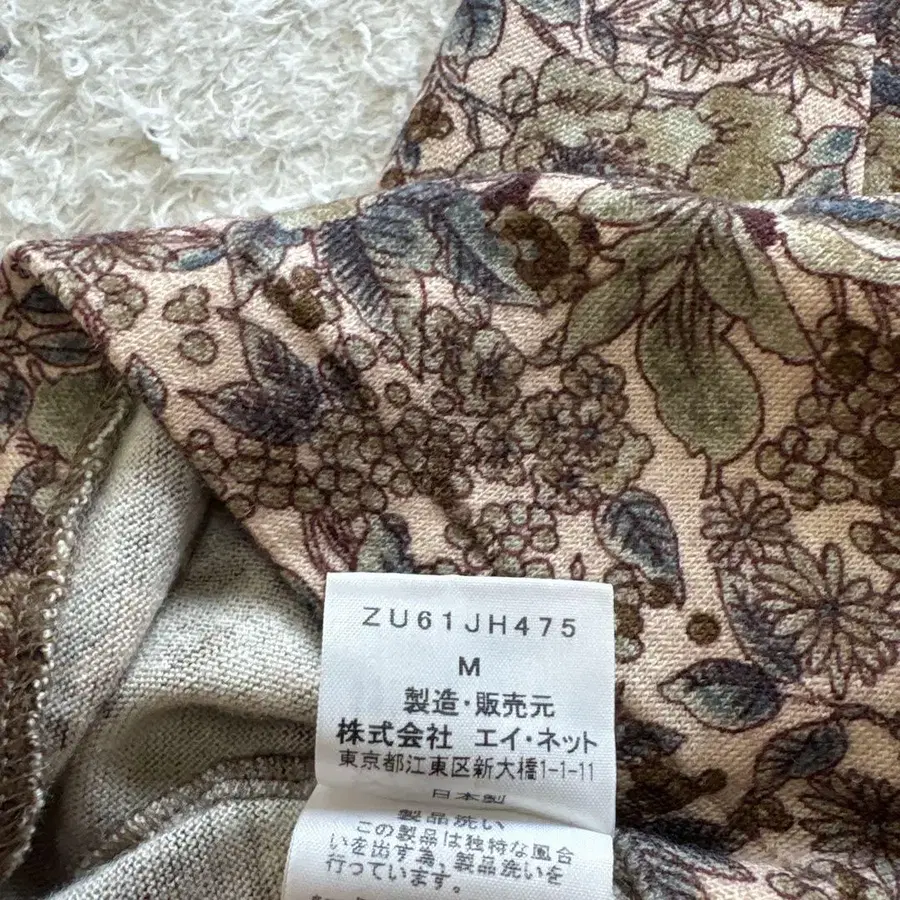 ZU61JH475
M
製造・販売元
株式会社 エイ・ネット
東京都江東区新大橋1-1-11
日本製
製品洗い
この製品は独特な風合
いを出す為、製品洗いを
行っています。